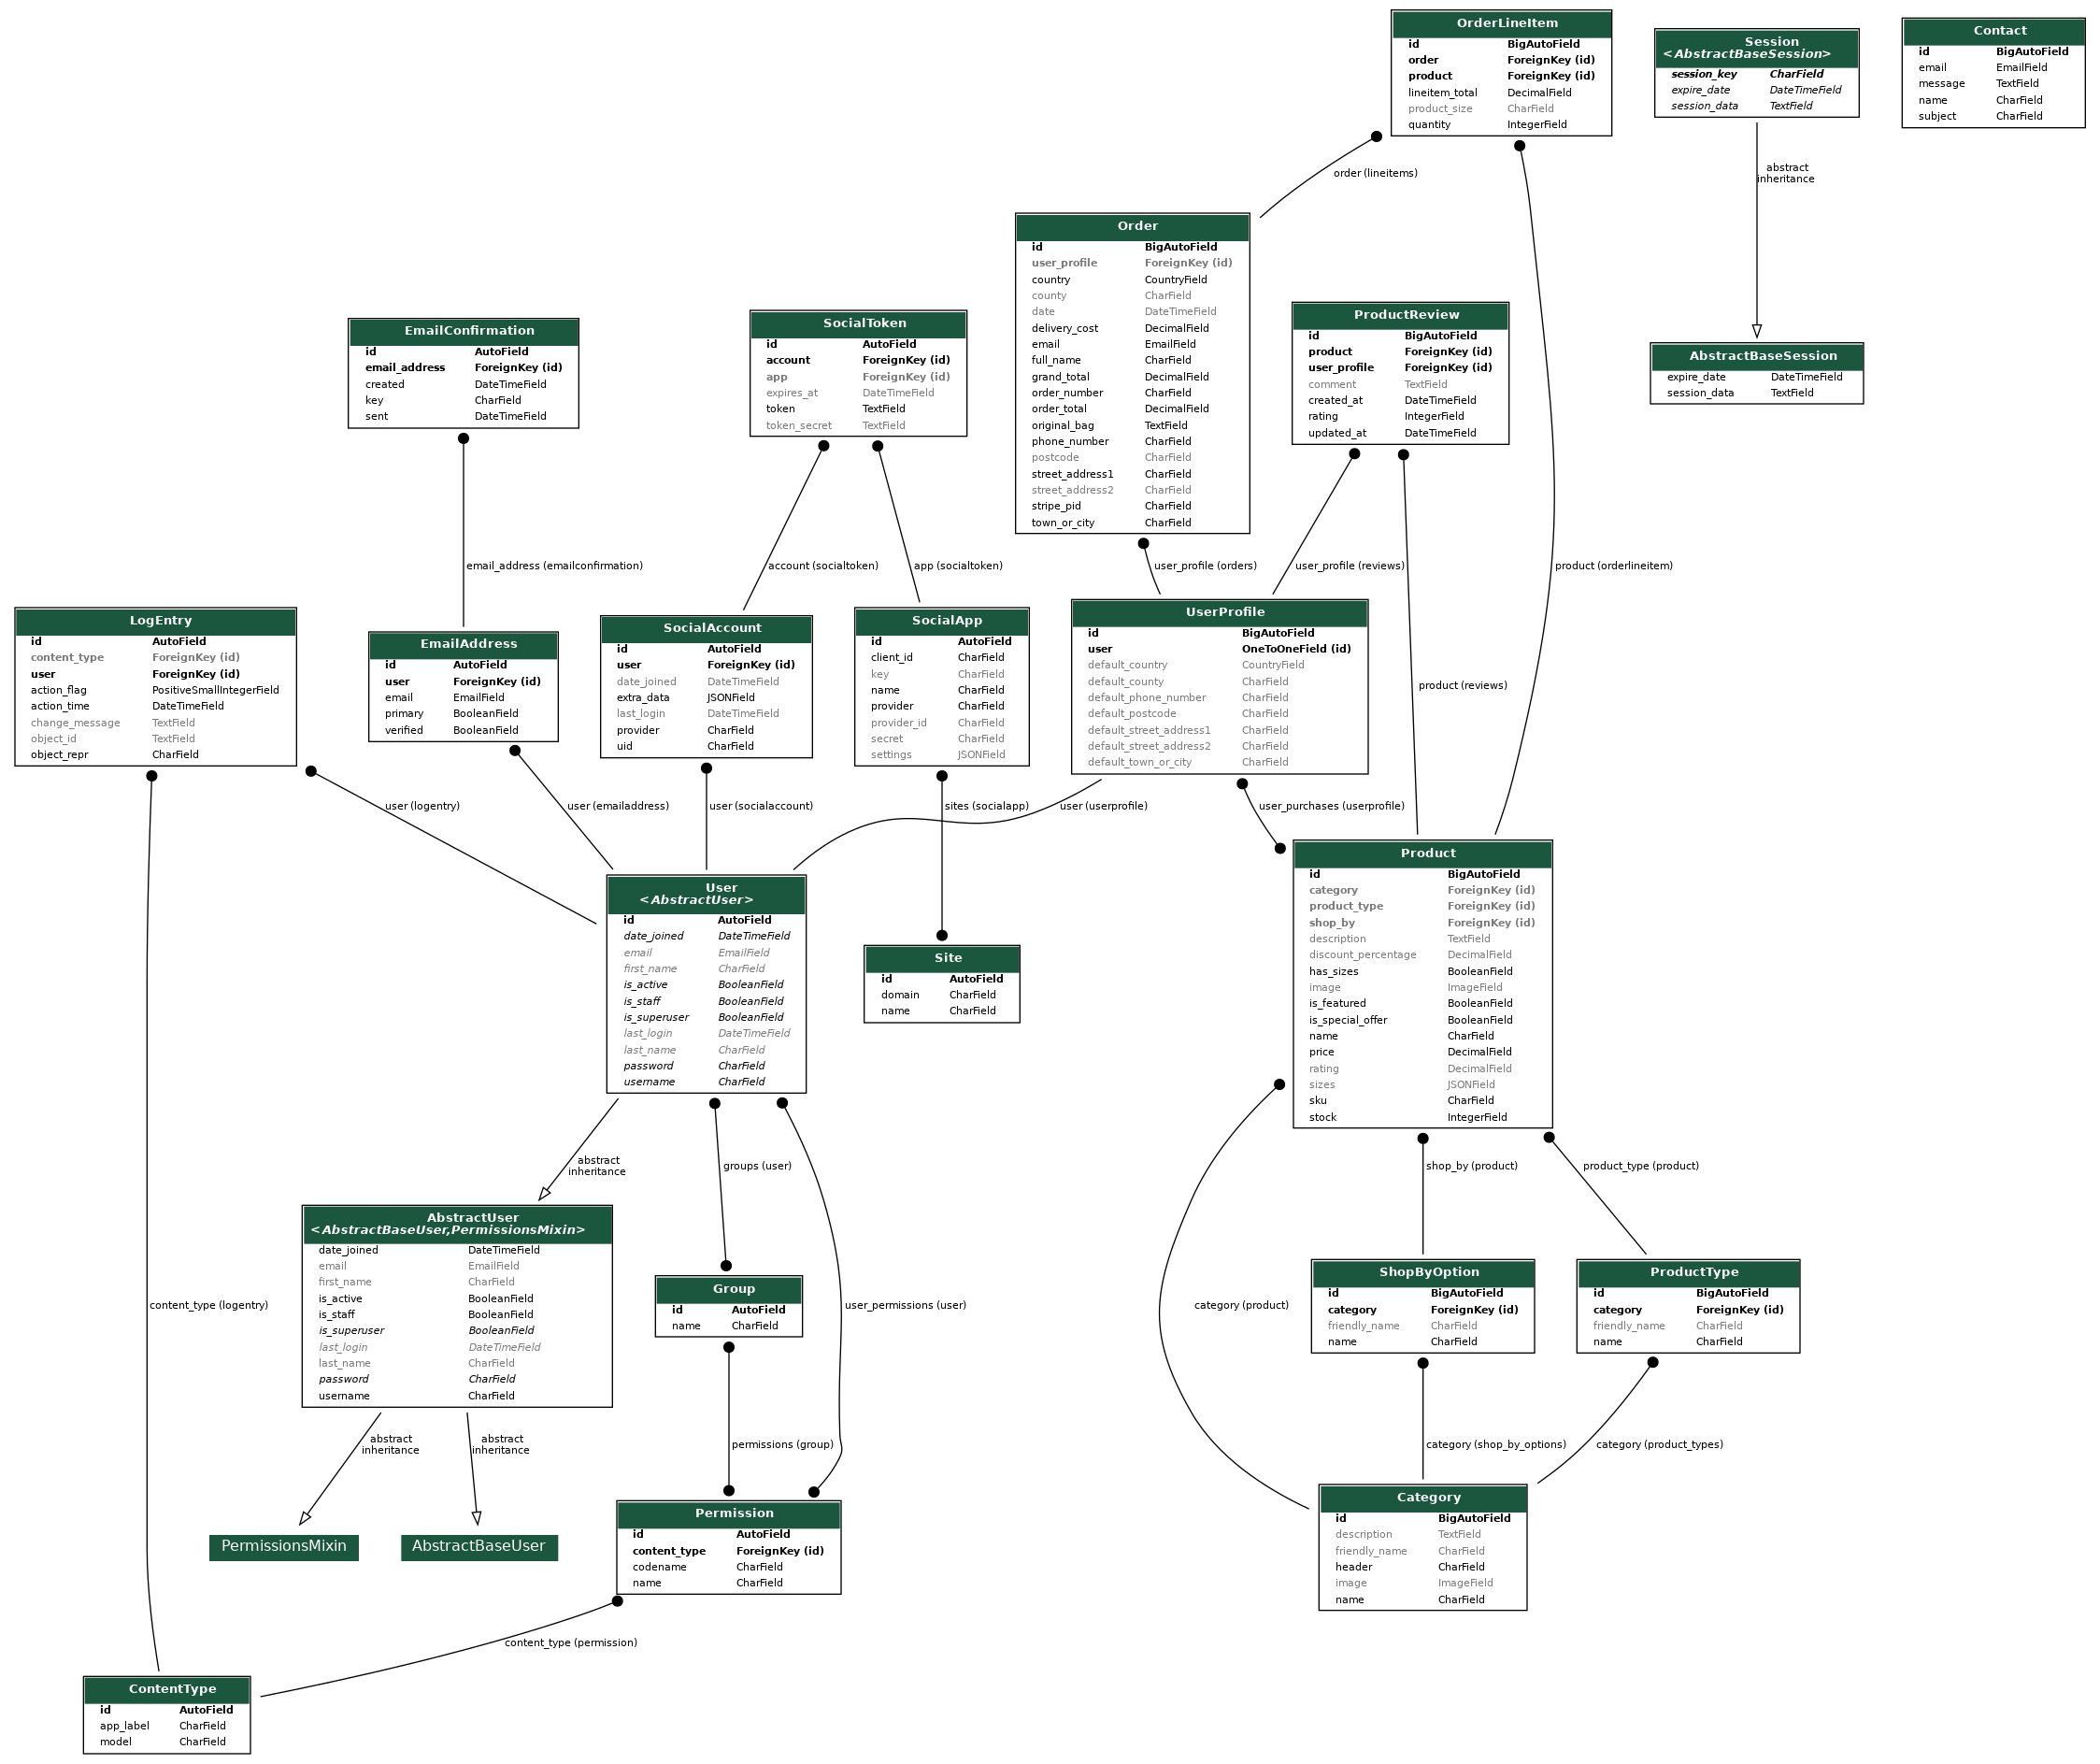 OrderLineItem
id BigAutoField
order ForeignKey (id)
product ForeignKey (id)
lineitem_total DecimalField
product_size CharField
quantity IntegerField
Session
<AbstractBaseSession>
session_key CharField
expire_date DateTimeField
session_data TextField
Contact
id BigAutoField
email EmailField
message TextField
name CharField
subject CharField
order (lineitems)
abstract
inheritance
Order
id BigAutoField
user_profile ForeignKey (id)
country CountryField
county CharField
date DateTimeField
delivery_cost DecimalField
email EmailField
full_name CharField
grand_total DecimalField
order_number CharField
order_total DecimalField
original_bag TextField
phone_number CharField
postcode CharField
street_address1 CharField
street_address2 CharField
stripe_pid CharField
town_or_city CharField
ProductReview
id BigAutoField
product ForeignKey (id)
user_profile ForeignKey (id)
comment TextField
created_at DateTimeField
rating IntegerField
updated_at DateTimeField
AbstractBaseSession
expire_date DateTimeField
session_data TextField
EmailConfirmation
id AutoField
email_address ForeignKey (id)
created DateTimeField
key CharField
sent DateTimeField
SocialToken
id AutoField
account ForeignKey (id)
app ForeignKey (id)
expires_at DateTimeField
token TextField
token_secret TextField
email_address (emailconfirmation)
account (socialtoken)
app (socialtoken)
user_profile (orders)
user_profile (reviews)
product (orderlineitem)
LogEntry
id AutoField
content_type ForeignKey (id)
user ForeignKey (id)
action_flag PositiveSmallIntegerField
action_time DateTimeField
change_message TextField
object_id TextField
object_repr CharField
EmailAddress
id AutoField
user ForeignKey (id)
email EmailField
primary BooleanField
verified BooleanField
SocialAccount
id AutoField
user ForeignKey (id)
date_joined DateTimeField
extra_data JSONField
last_login DateTimeField
provider CharField
uid CharField
SocialApp
id AutoField
client_id CharField
key CharField
name CharField
provider CharField
provider_id CharField
secret CharField
settings JSONField
UserProfile
id BigAutoField
user OneToOneField (id)
default_country CountryField
default_county CharField
default_phone_number CharField
default_postcode CharField
default_street_address1 CharField
default_street_address2 CharField
default_town_or_city CharField
product (reviews)
user (logentry)
user (emailaddress)
user (socialaccount)
sites (socialapp)
user (userprofile)
user_purchases (userprofile)
User
<AbstractUser>
id AutoField
date_joined DateTimeField
email EmailField
first_name CharField
is_active BooleanField
is_staff BooleanField
is_superuser BooleanField
last_login DateTimeField
last_name CharField
password CharField
username CharField
Site
id AutoField
domain CharField
name CharField
Product
id BigAutoField
category ForeignKey (id)
product_type ForeignKey (id)
shop_by ForeignKey (id)
description TextField
discount_percentage DecimalField
has_sizes BooleanField
image ImageField
is_featured BooleanField
is_special_offer BooleanField
name CharField
price DecimalField
rating DecimalField
sizes JSONField
sku CharField
stock IntegerField
abstract
inheritance
groups (user)
shop_by (product)
product_type (product)
AbstractUser
<AbstractBaseUser,PermissionsMixin>
date_joined DateTimeField
email EmailField
first_name CharField
is_active BooleanField
is_staff BooleanField
is_superuser BooleanField
last_login DateTimeField
last_name CharField
password CharField
username CharField
Group
id AutoField
name CharField
content_type (logentry)
user_permissions (user)
category (product)
ShopByOption
id BigAutoField
category ForeignKey (id)
friendly_name CharField
name CharField
ProductType
id BigAutoField
category ForeignKey (id)
friendly_name CharField
name CharField
abstract
inheritance
abstract
inheritance
permissions (group)
category (shop_by_options)
category (product_types)
PermissionsMixin
AbstractBaseUser
Permission
id AutoField
content_type ForeignKey (id)
codename CharField
name CharField
Category
id BigAutoField
description TextField
friendly_name CharField
header CharField
image ImageField
name CharField
content_type (permission)
ContentType
id AutoField
app_label CharField
model CharField